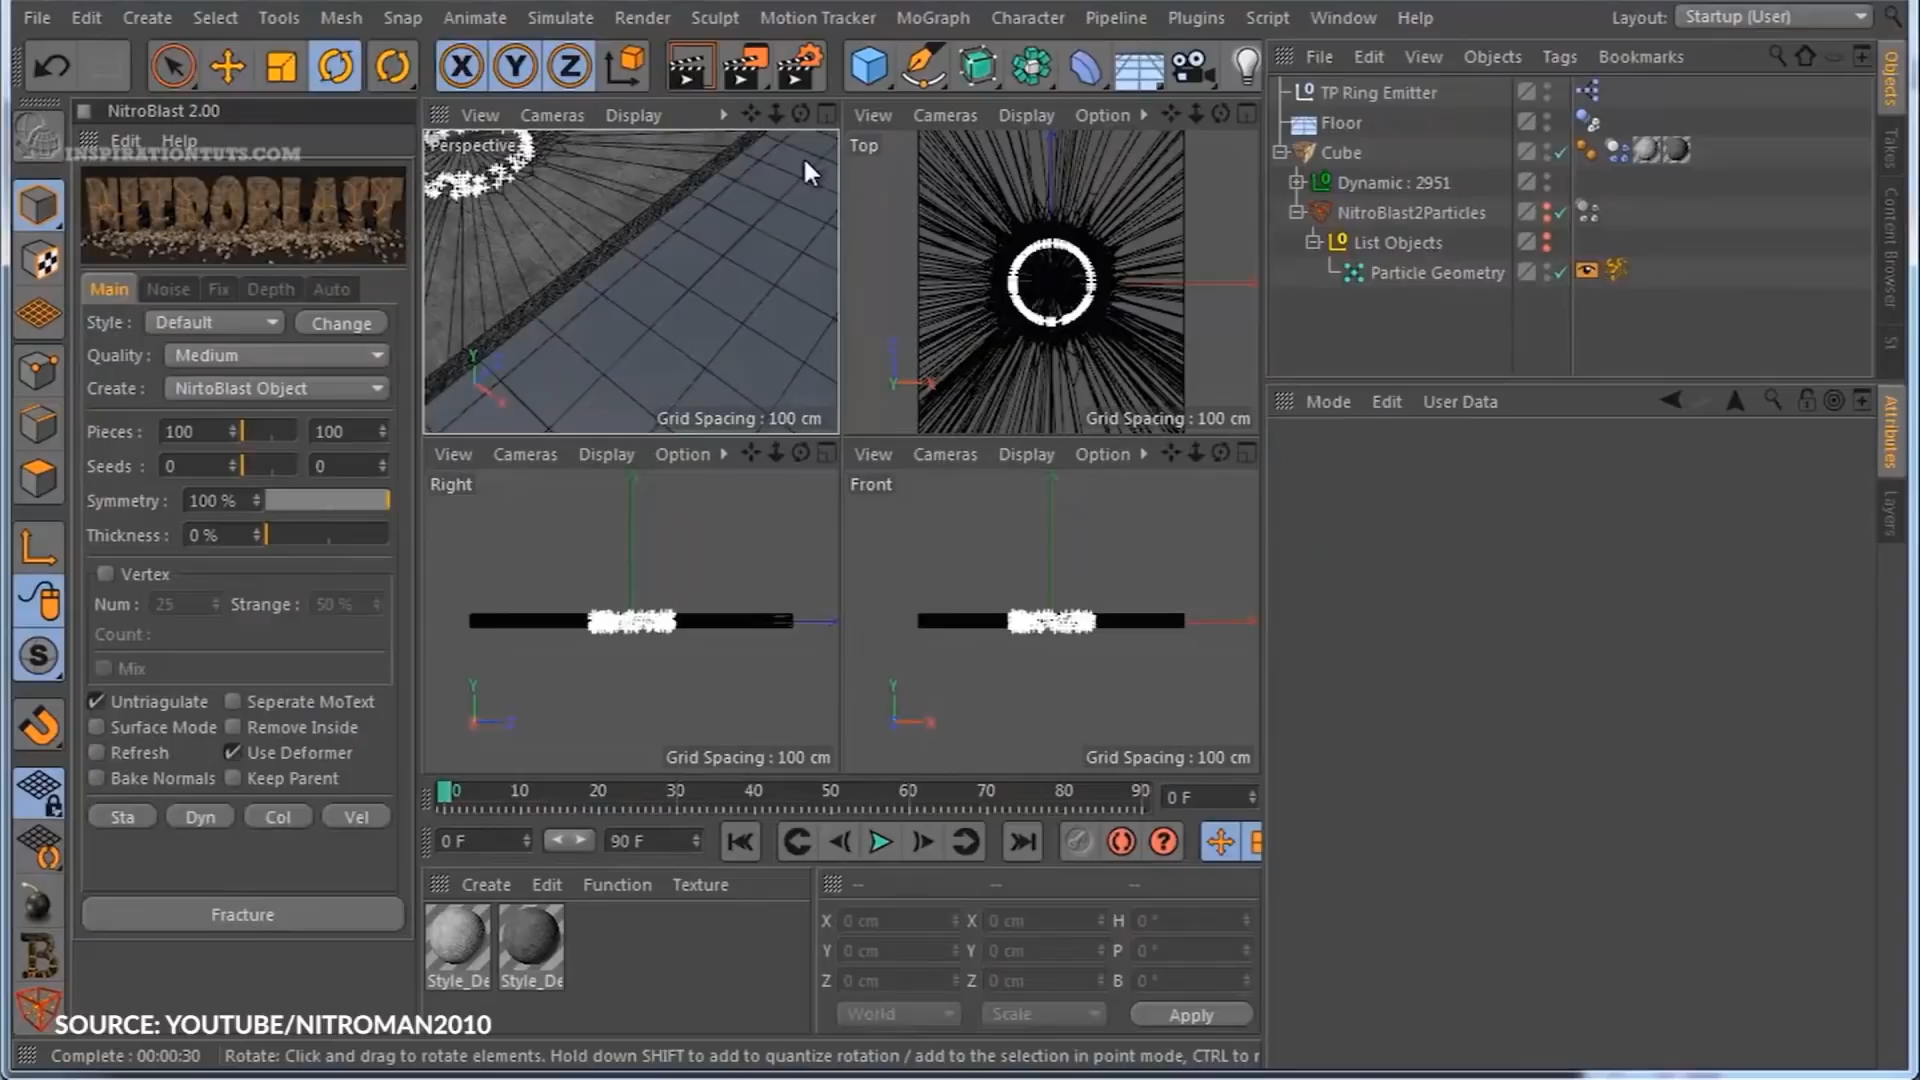 File Edit Create Select Tools Mesh Snap Animate Simulate Render Sculpt Motion Tracker MoGraph Character Pipeline Plugins Script Window Help Layout: Startup (User)
X Y Z
File Edit View Objects Tags Bookmarks
NitroBlast 2.00
Edit Help
INSPIRATIONTUTS.COM
NITROBLAST
Main Noise Fix Depth Auto
Style : Default Change
Quality : Medium
Create : NirtoBlast Object
Pieces : 100 100
Seeds : 0 0
Symmetry : 100 %
Thickness : 0 %
Vertex
Num : 25 Strange : 50 %
Count :
Mix
Untriagulate Seperate MoText
Surface Mode Remove Inside
Refresh Use Deformer
Bake Normals Keep Parent
Sta Dyn Col Vel
Fracture
View Cameras Display
Perspective
Y
Grid Spacing : 100 cm
View Cameras Display Option
Top
Y X
Grid Spacing : 100 cm
View Cameras Display Option
Right
Y
Grid Spacing : 100 cm
View Cameras Display Option
Front
Y
Grid Spacing : 100 cm
0 10 20 30 40 50 60 70 80 90 0 F
0 F 90 F
Create Edit Function Texture
Style_De Style_De
-- -- --
X 0 cm X 0 cm H 0 °
Y 0 cm Y 0 cm P 0 °
Z 0 cm Z 0 cm B 0 °
World Scale Apply
TP Ring Emitter
Floor
Cube
Dynamic : 2951
NitroBlast2Particles
List Objects
Particle Geometry
Mode Edit User Data
Objects
Takes
Content Browser
St
Attributes
Layers
S
B
SOURCE: YOUTUBE/NITROMAN2010
Complete : 00:00:30 Rotate: Click and drag to rotate elements. Hold down SHIFT to add to quantize rotation / add to the selection in point mode, CTRL to r